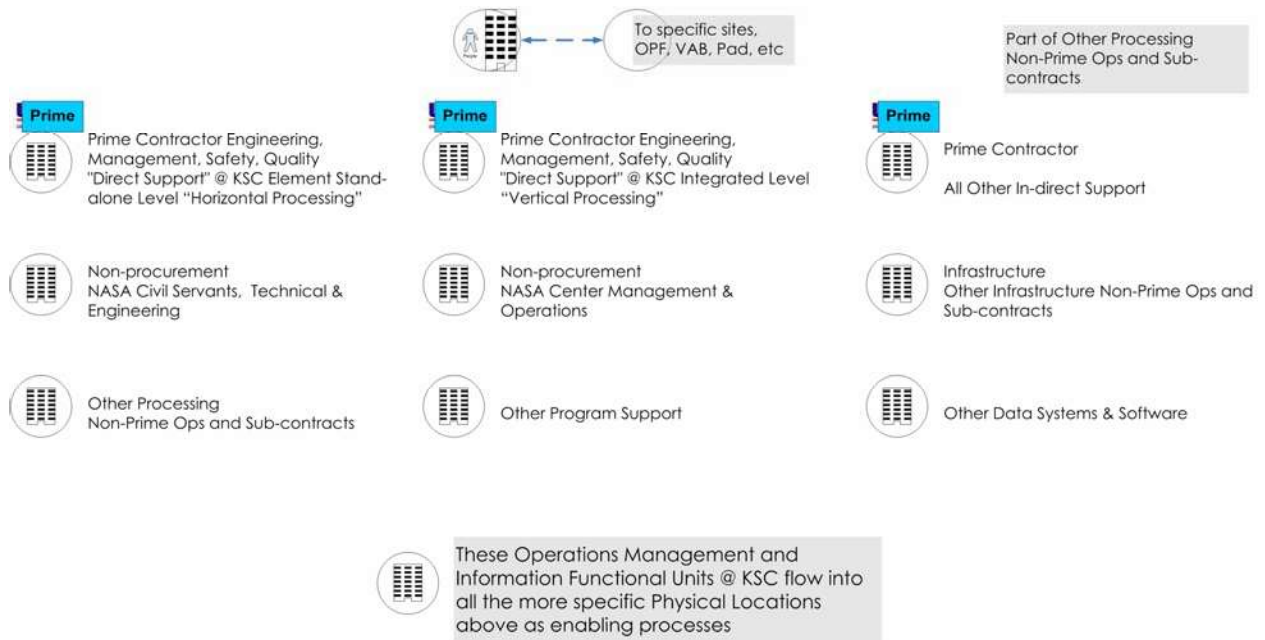 People
To specific sites,
OPF, VAB, Pad, etc
Part of Other Processing
Non-Prime Ops and Sub-
contracts
Prime
Prime Contractor Engineering,
Management, Safety, Quality
"Direct Support" @ KSC Element Stand-
alone Level “Horizontal Processing”
Prime
Prime Contractor Engineering,
Management, Safety, Quality
"Direct Support" @ KSC Integrated Level
“Vertical Processing”
Prime
Prime Contractor
All Other In-direct Support
Non-procurement
NASA Civil Servants, Technical &
Engineering
Non-procurement
NASA Center Management &
Operations
Infrastructure
Other Infrastructure Non-Prime Ops and
Sub-contracts
Other Processing
Non-Prime Ops and Sub-contracts
Other Program Support
Other Data Systems & Software
These Operations Management and
Information Functional Units @ KSC flow into
all the more specific Physical Locations
above as enabling processes